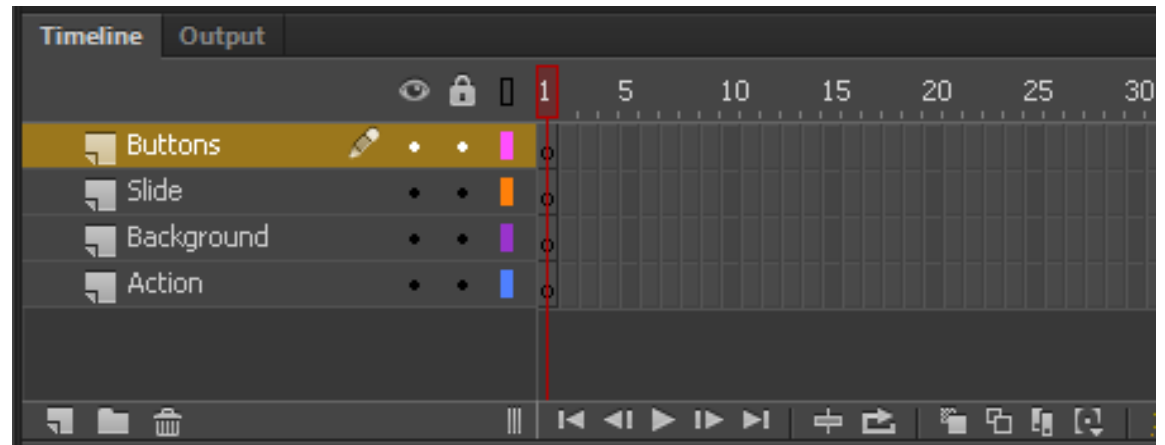 Timeline Output
1 5 10 15 20 25 30
Buttons
Slide
Background
Action